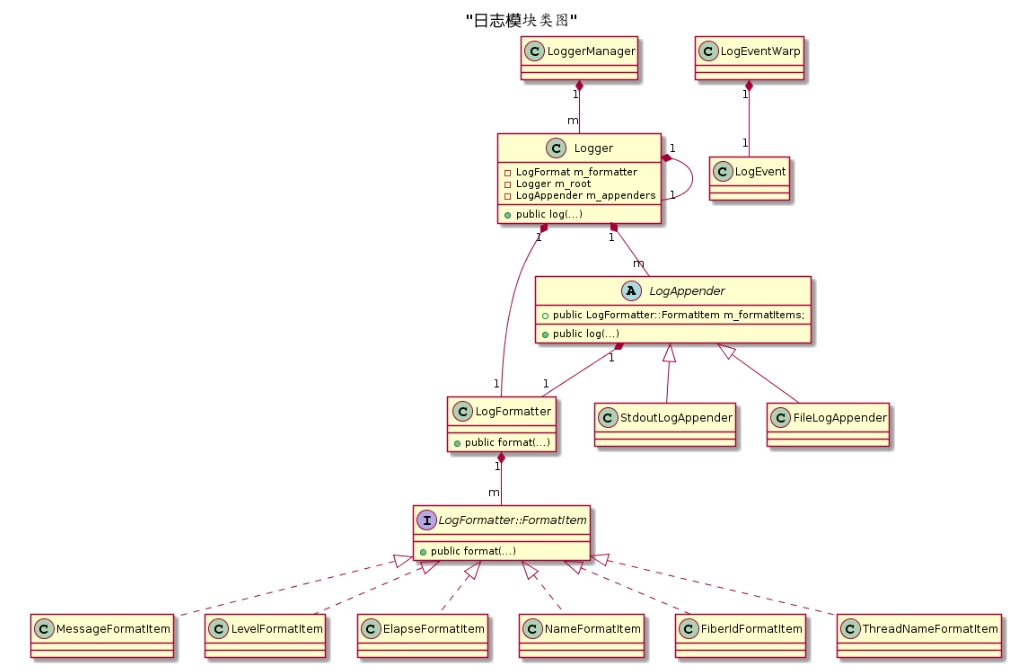 "日志模块类图"
C LoggerManager
C LogEventWarp
1
1
m
1
C Logger
1
LogFormat m_formatter
C LogEvent
Logger m_root
LogAppender m_appenders
1
public log(...)
1
1
m
A LogAppender
public LogFormatter::FormatItem m_formatItems;
public log(...)
1
1
1
C LogFormatter
C StdoutLogAppender
C FileLogAppender
public format(...)
1
m
I LogFormatter::FormatItem
public format(...)
C MessageFormatItem
C LevelFormatItem
C ElapseFormatItem
C NameFormatItem
C FiberIdFormatItem
C ThreadNameFormatItem